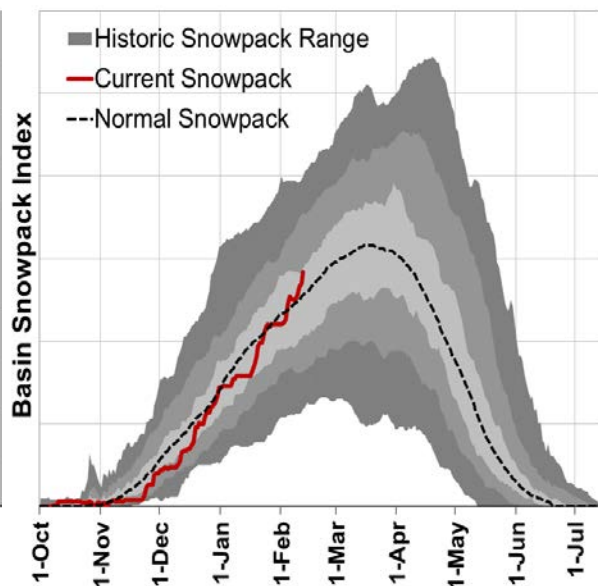 Historic Snowpack Range
Current Snowpack
Normal Snowpack
Basin Snowpack Index
1-Oct
1-Nov
1-Dec
1-Jan
1-Feb
1-Mar
1-Apr
1-May
1-Jun
1-Jul